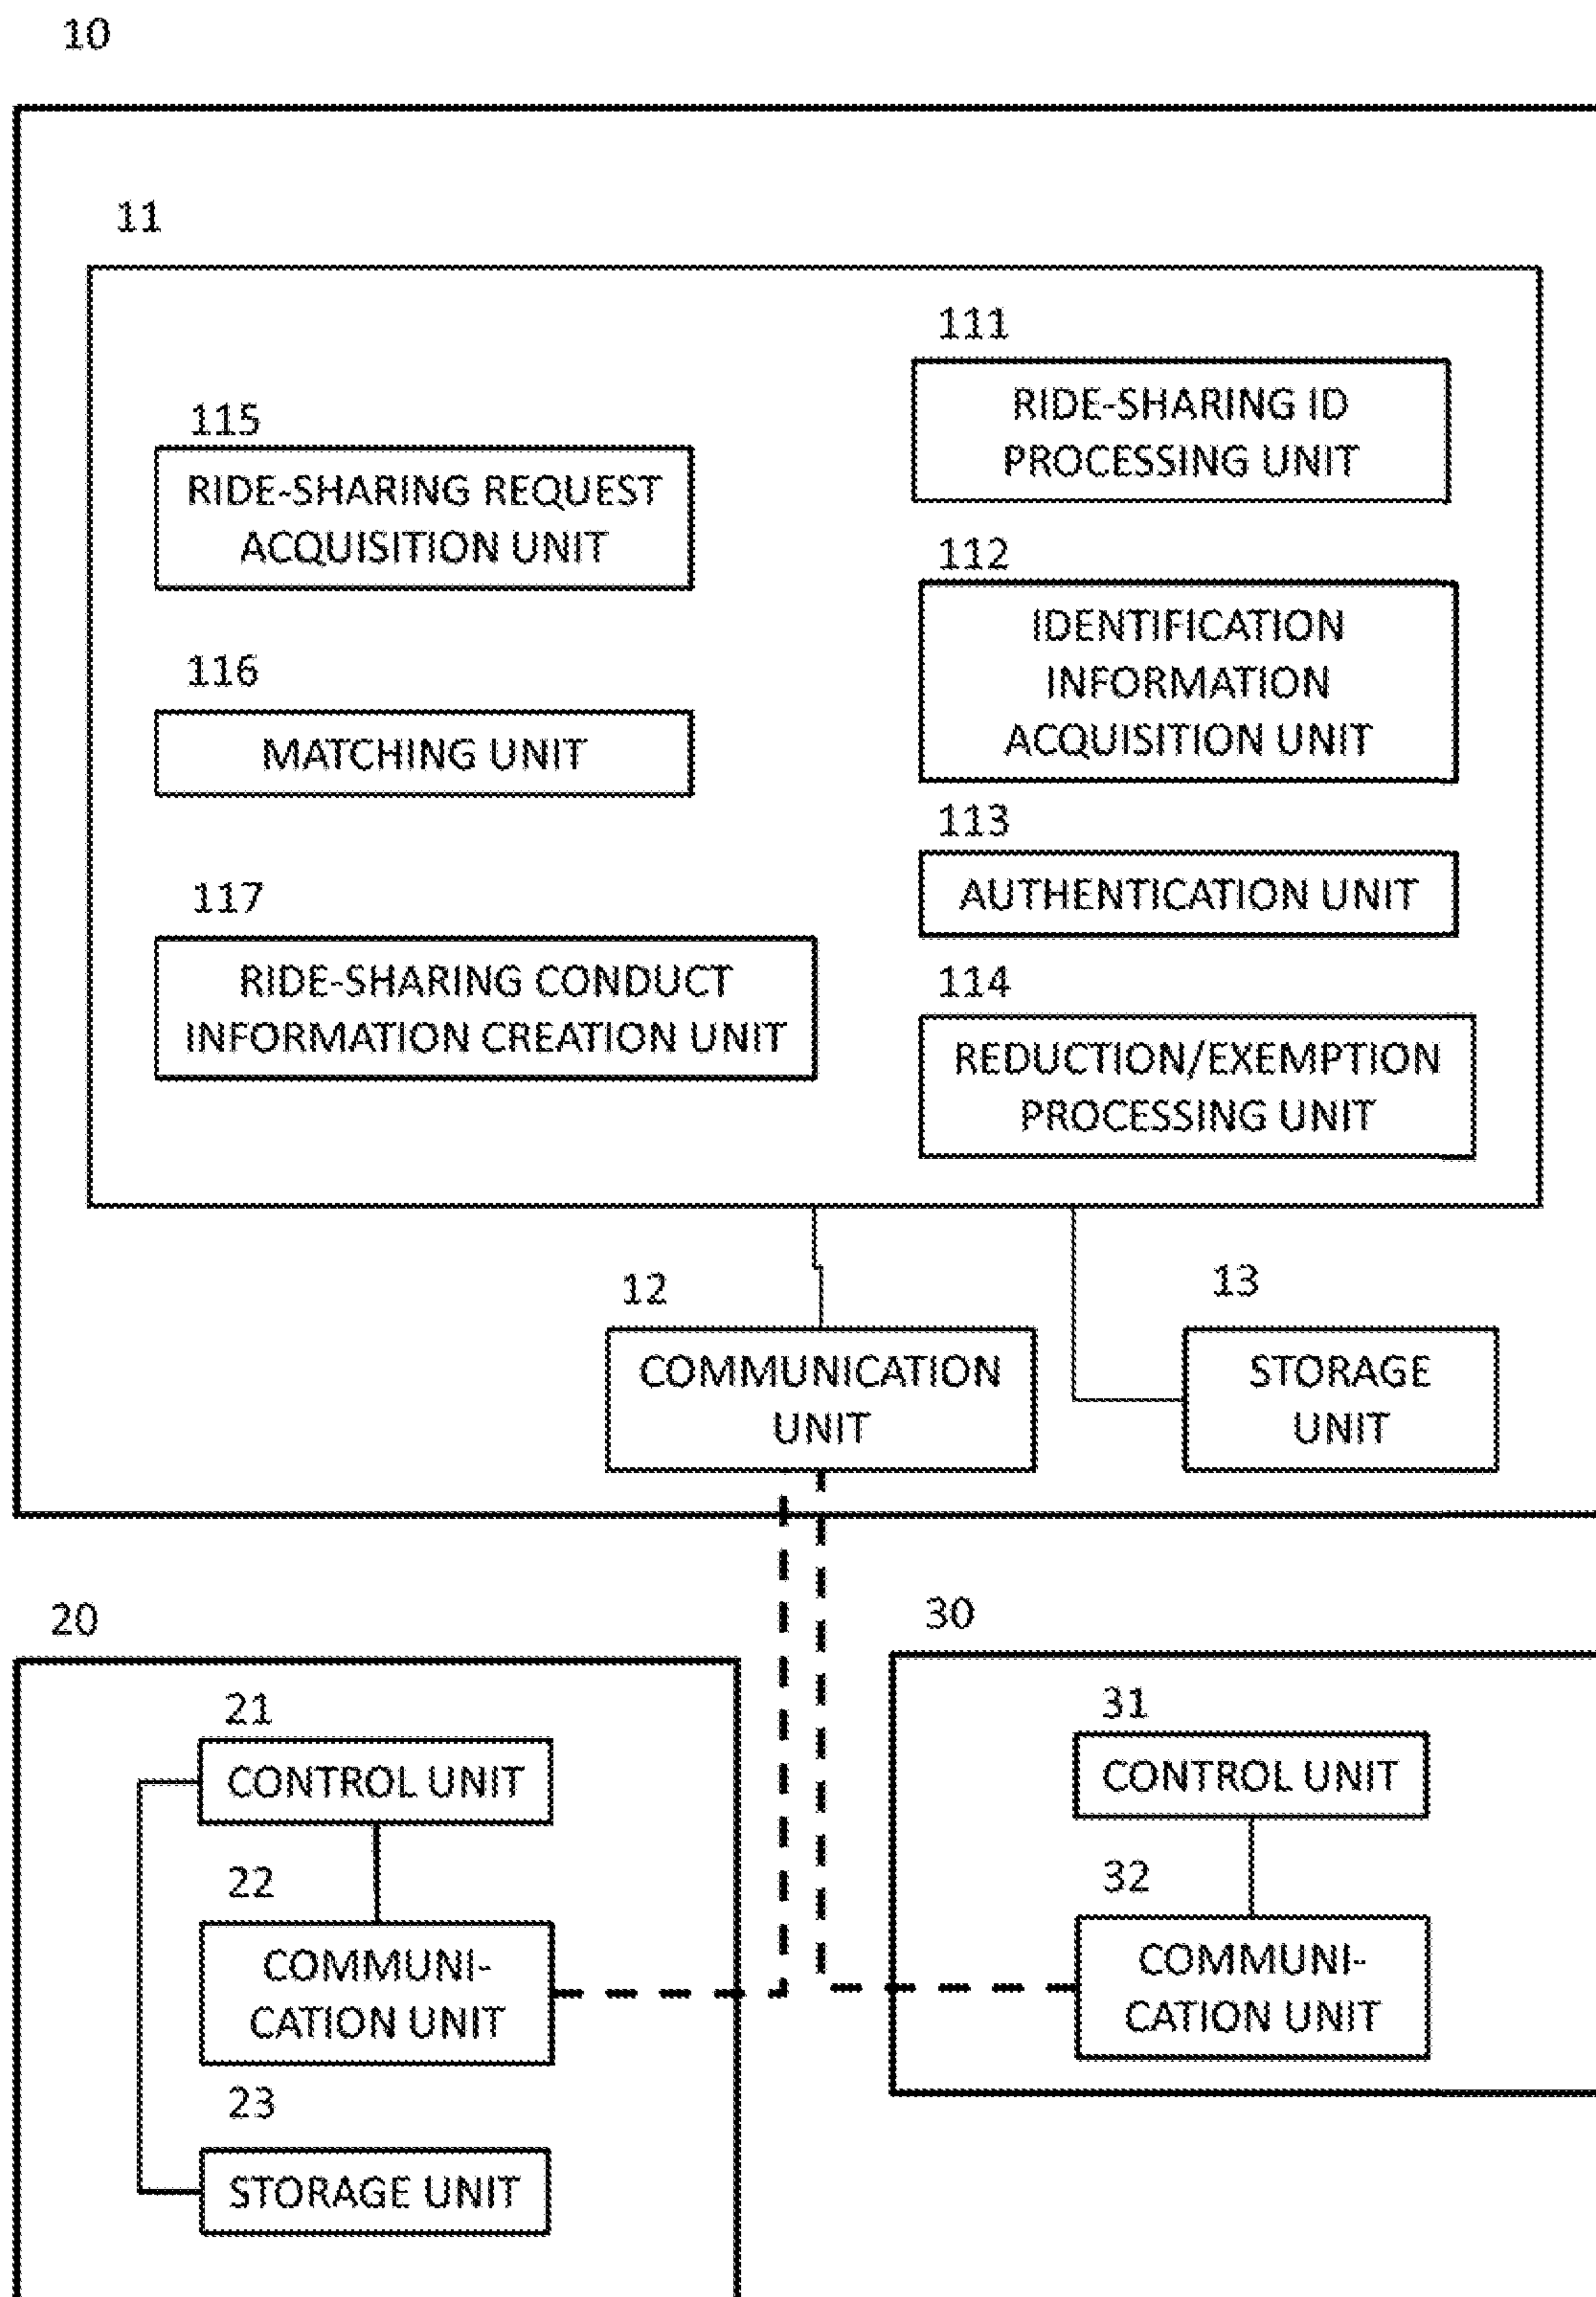 10
11
115
RIDE-SHARING REQUEST
ACQUISITION UNIT
116
MATCHING UNIT
117
RIDE-SHARING CONDUCT
INFORMATION CREATION UNIT
111
RIDE-SHARING ID
PROCESSING UNIT
112
IDENTIFICATION
INFORMATION
ACQUISITION UNIT
113
AUTHENTICATION UNIT
114
REDUCTION/EXEMPTION
PROCESSING UNIT
12
COMMUNICATION
UNIT
13
STORAGE
UNIT
20
21
CONTROL UNIT
22
COMMUNI-
CATION UNIT
23
STORAGE UNIT
30
31
CONTROL UNIT
32
COMMUNI-
CATION UNIT